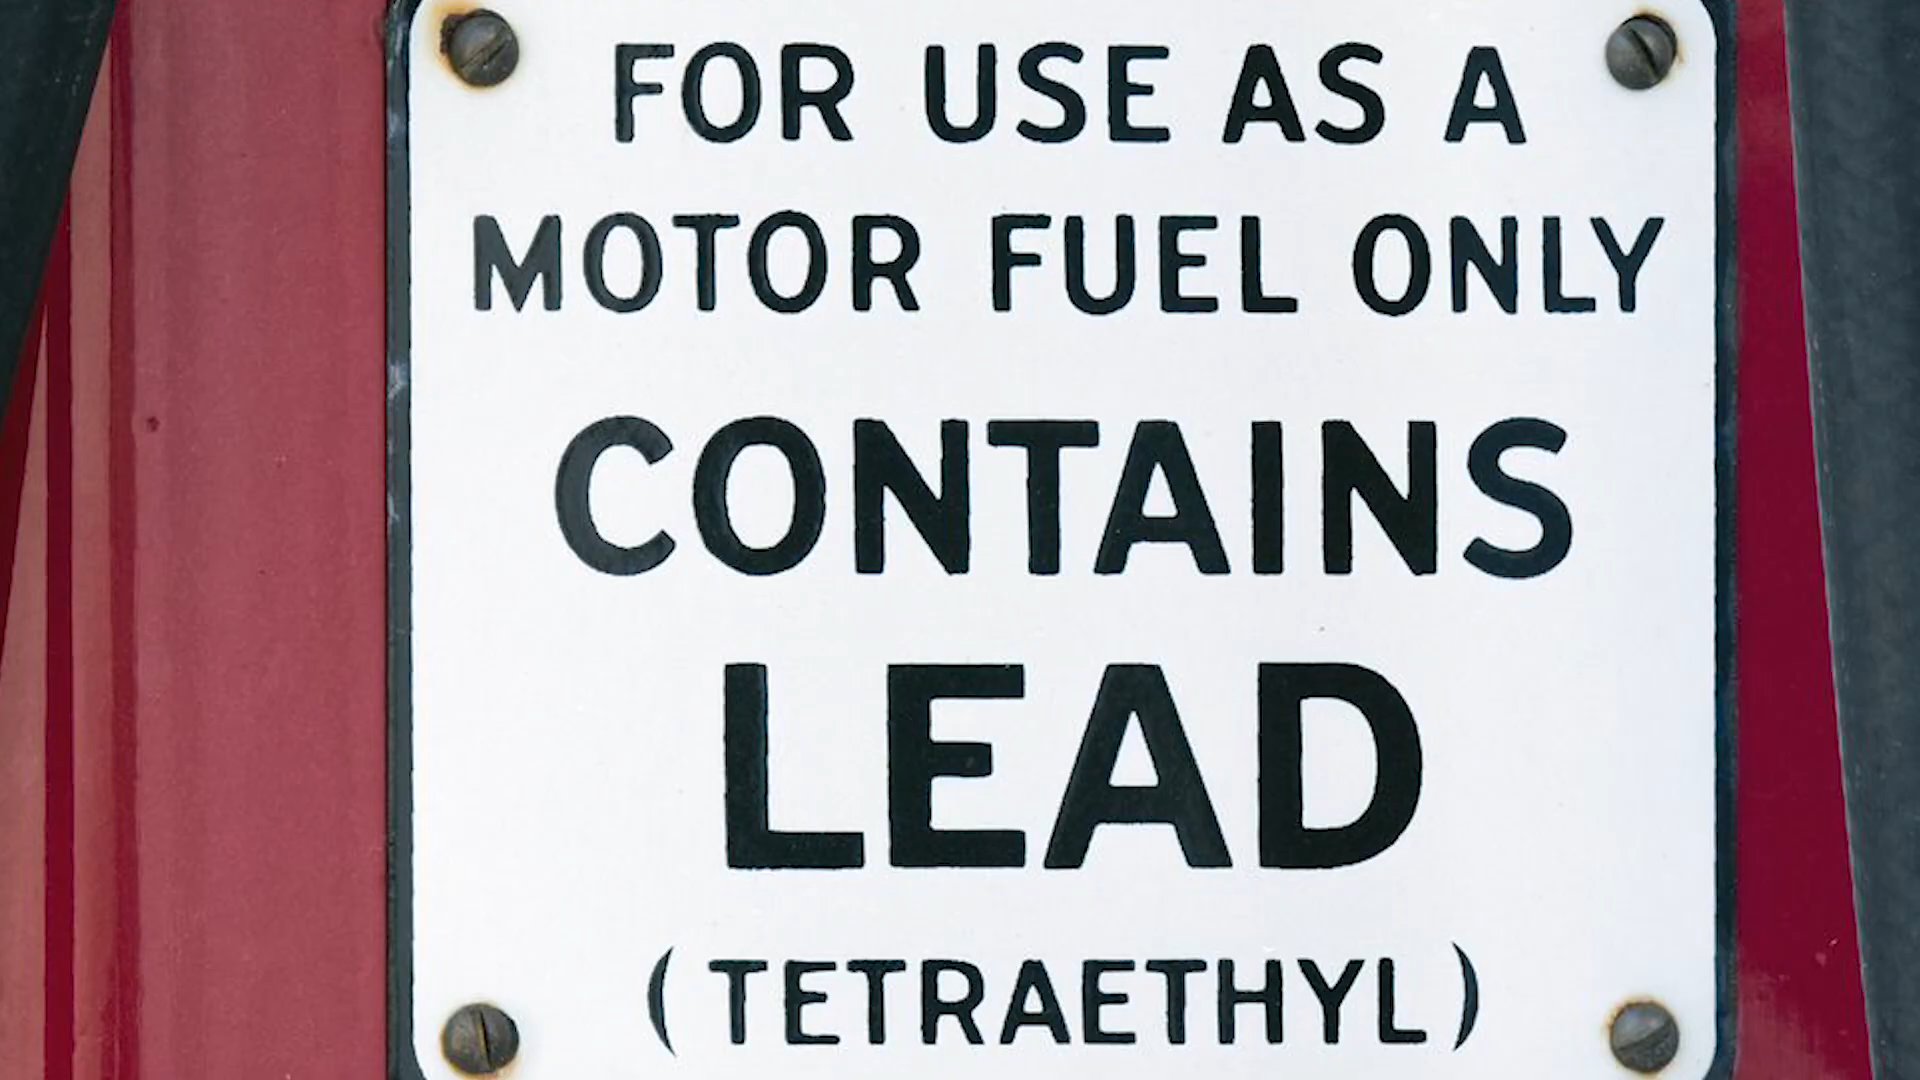 FOR USE AS A
MOTOR FUEL ONLY
CONTAINS
LEAD
(TETRAETHYL)